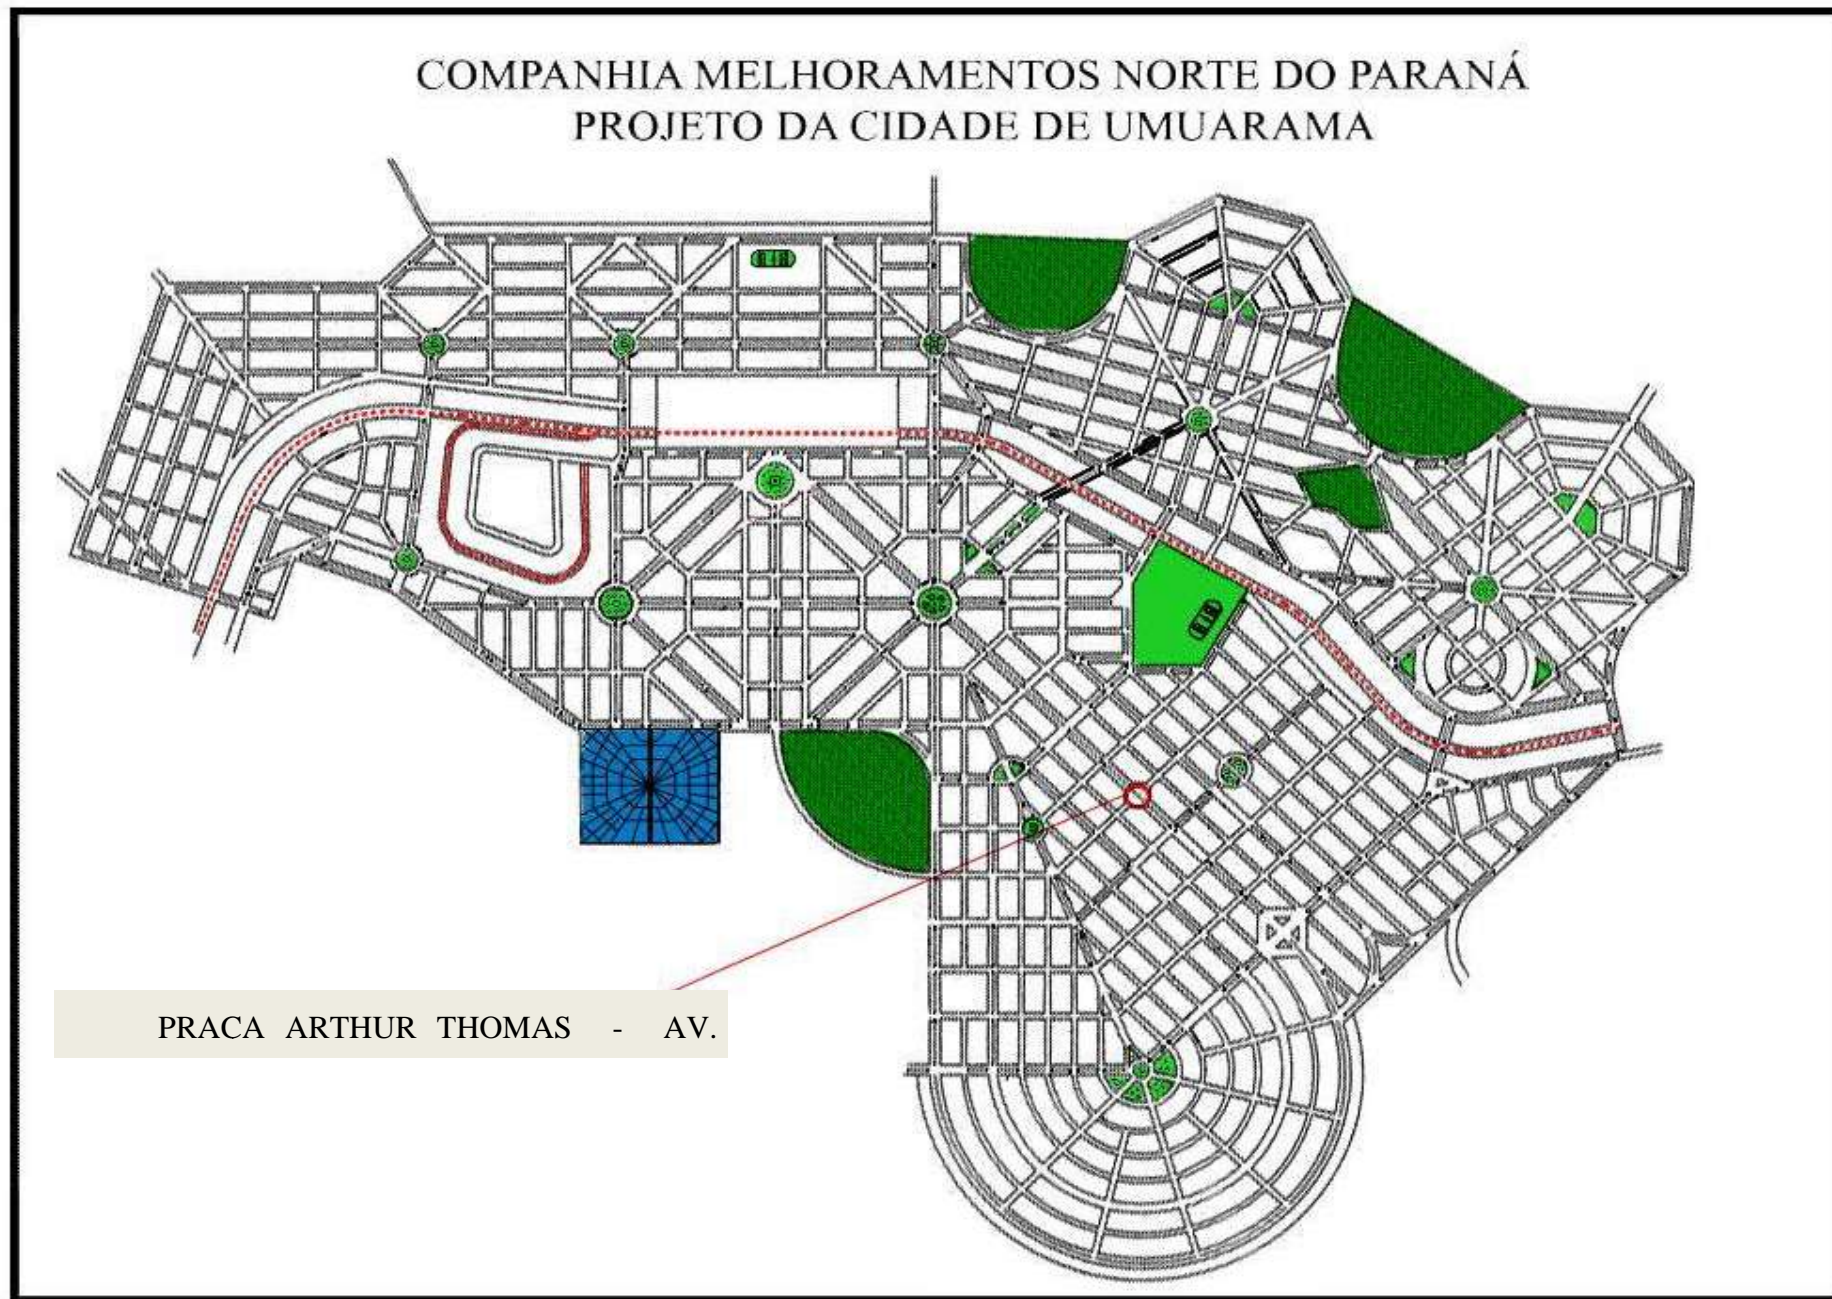 COMPANHIA MELHORAMENTOS NORTE DO PARANÁ
PROJETO DA CIDADE DE UMUARAMA
PRACA ARTHUR THOMAS - AV.